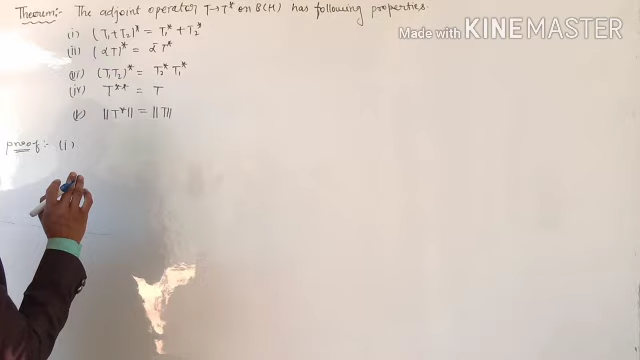 Theorem:- The adjoint operator T→T* on B(H) has following properties.
(i) (T₁+T₂)* = T₁* + T₂*
(ii) (αT)* = ᾱ T*
(iii) (T₁T₂)* = T₂* T₁*
(iv) T** = T
(v) ||T*|| = ||T||
proof:- (i)
Made with KINEMASTER